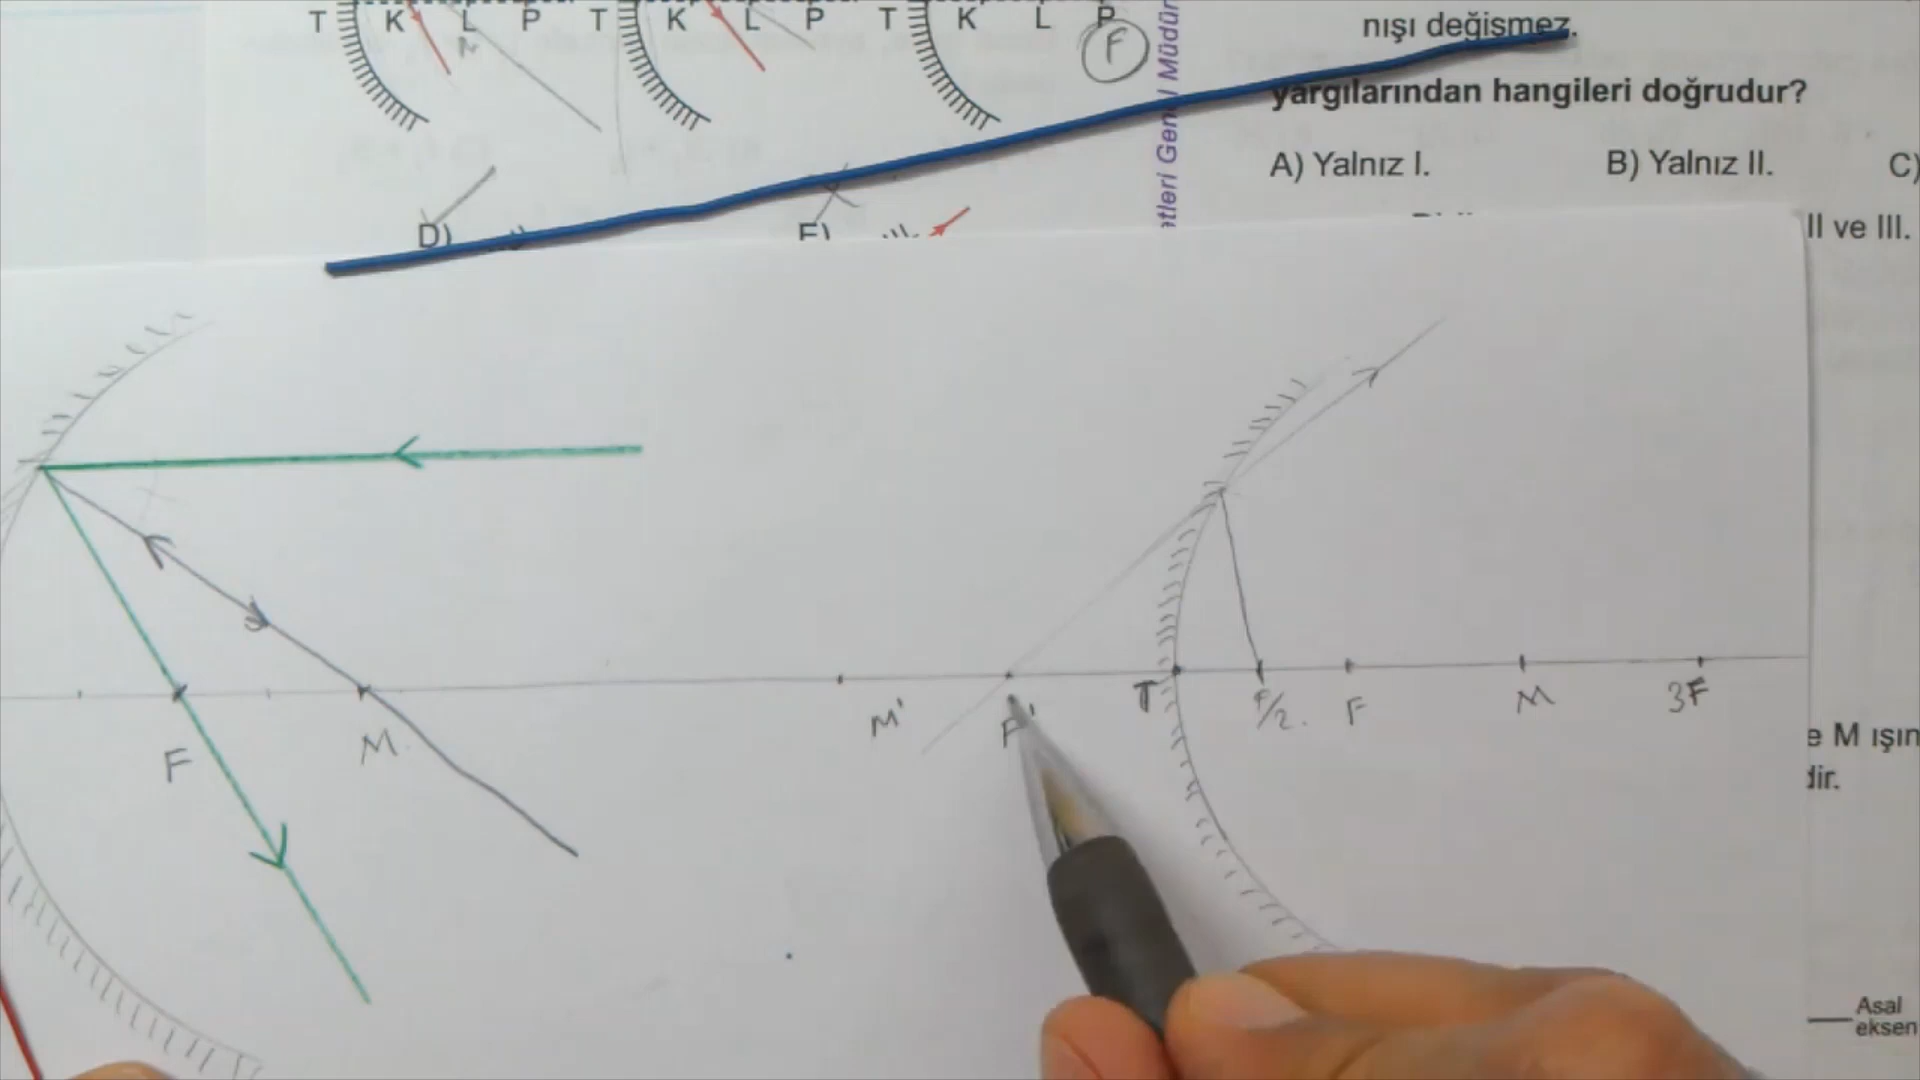 T K L P T K L P T K L P
F
nışı değişmez.
yargılarından hangileri doğrudur?
A) Yalnız I. B) Yalnız II. C)
II ve III.
D) E)
F M
M' F' T F/2. F M 3F
e M ışın
dir.
Asal
eksen